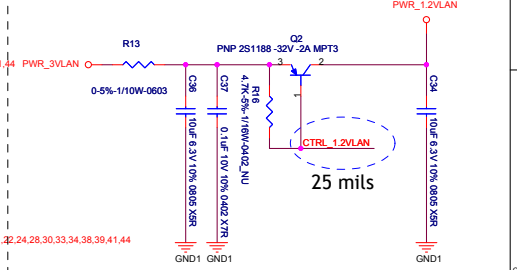 PWR_1.2VLAN
Q2
R13
PNP 2S1188 -32V -2A MPT3
1,44 PWR_3VLAN
3
2
0-5%-1/10W-0603
C36
C37
R16
4.7K-5%-1/16W-0402_NU
1
C34
10uF 6.3V 10% 0805 X5R
0.1uF 10V 10% 0402 X7R
CTRL_1.2VLAN
10uF 6.3V 10% 0805 X5R
25 mils
,22,24,28,30,33,34,38,39,41,44
GND1
GND1
GND1